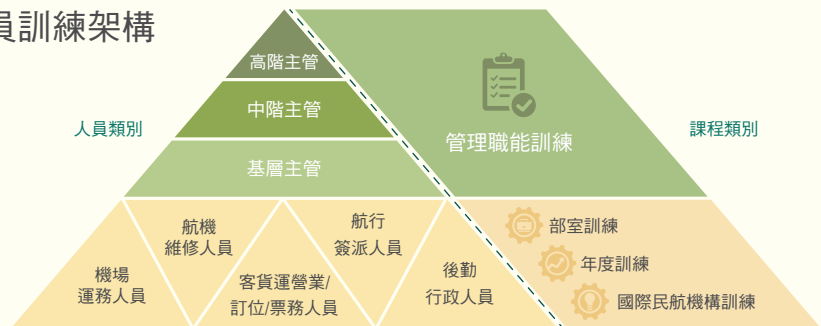 員訓練架構
人員類別
高階主管
中階主管
基層主管
管理職能訓練
課程類別
機場
運務人員
航機
維修人員
客貨運營業/
訂位/票務人員
航行
簽派人員
後勤
行政人員
部室訓練
年度訓練
國際民航機構訓練